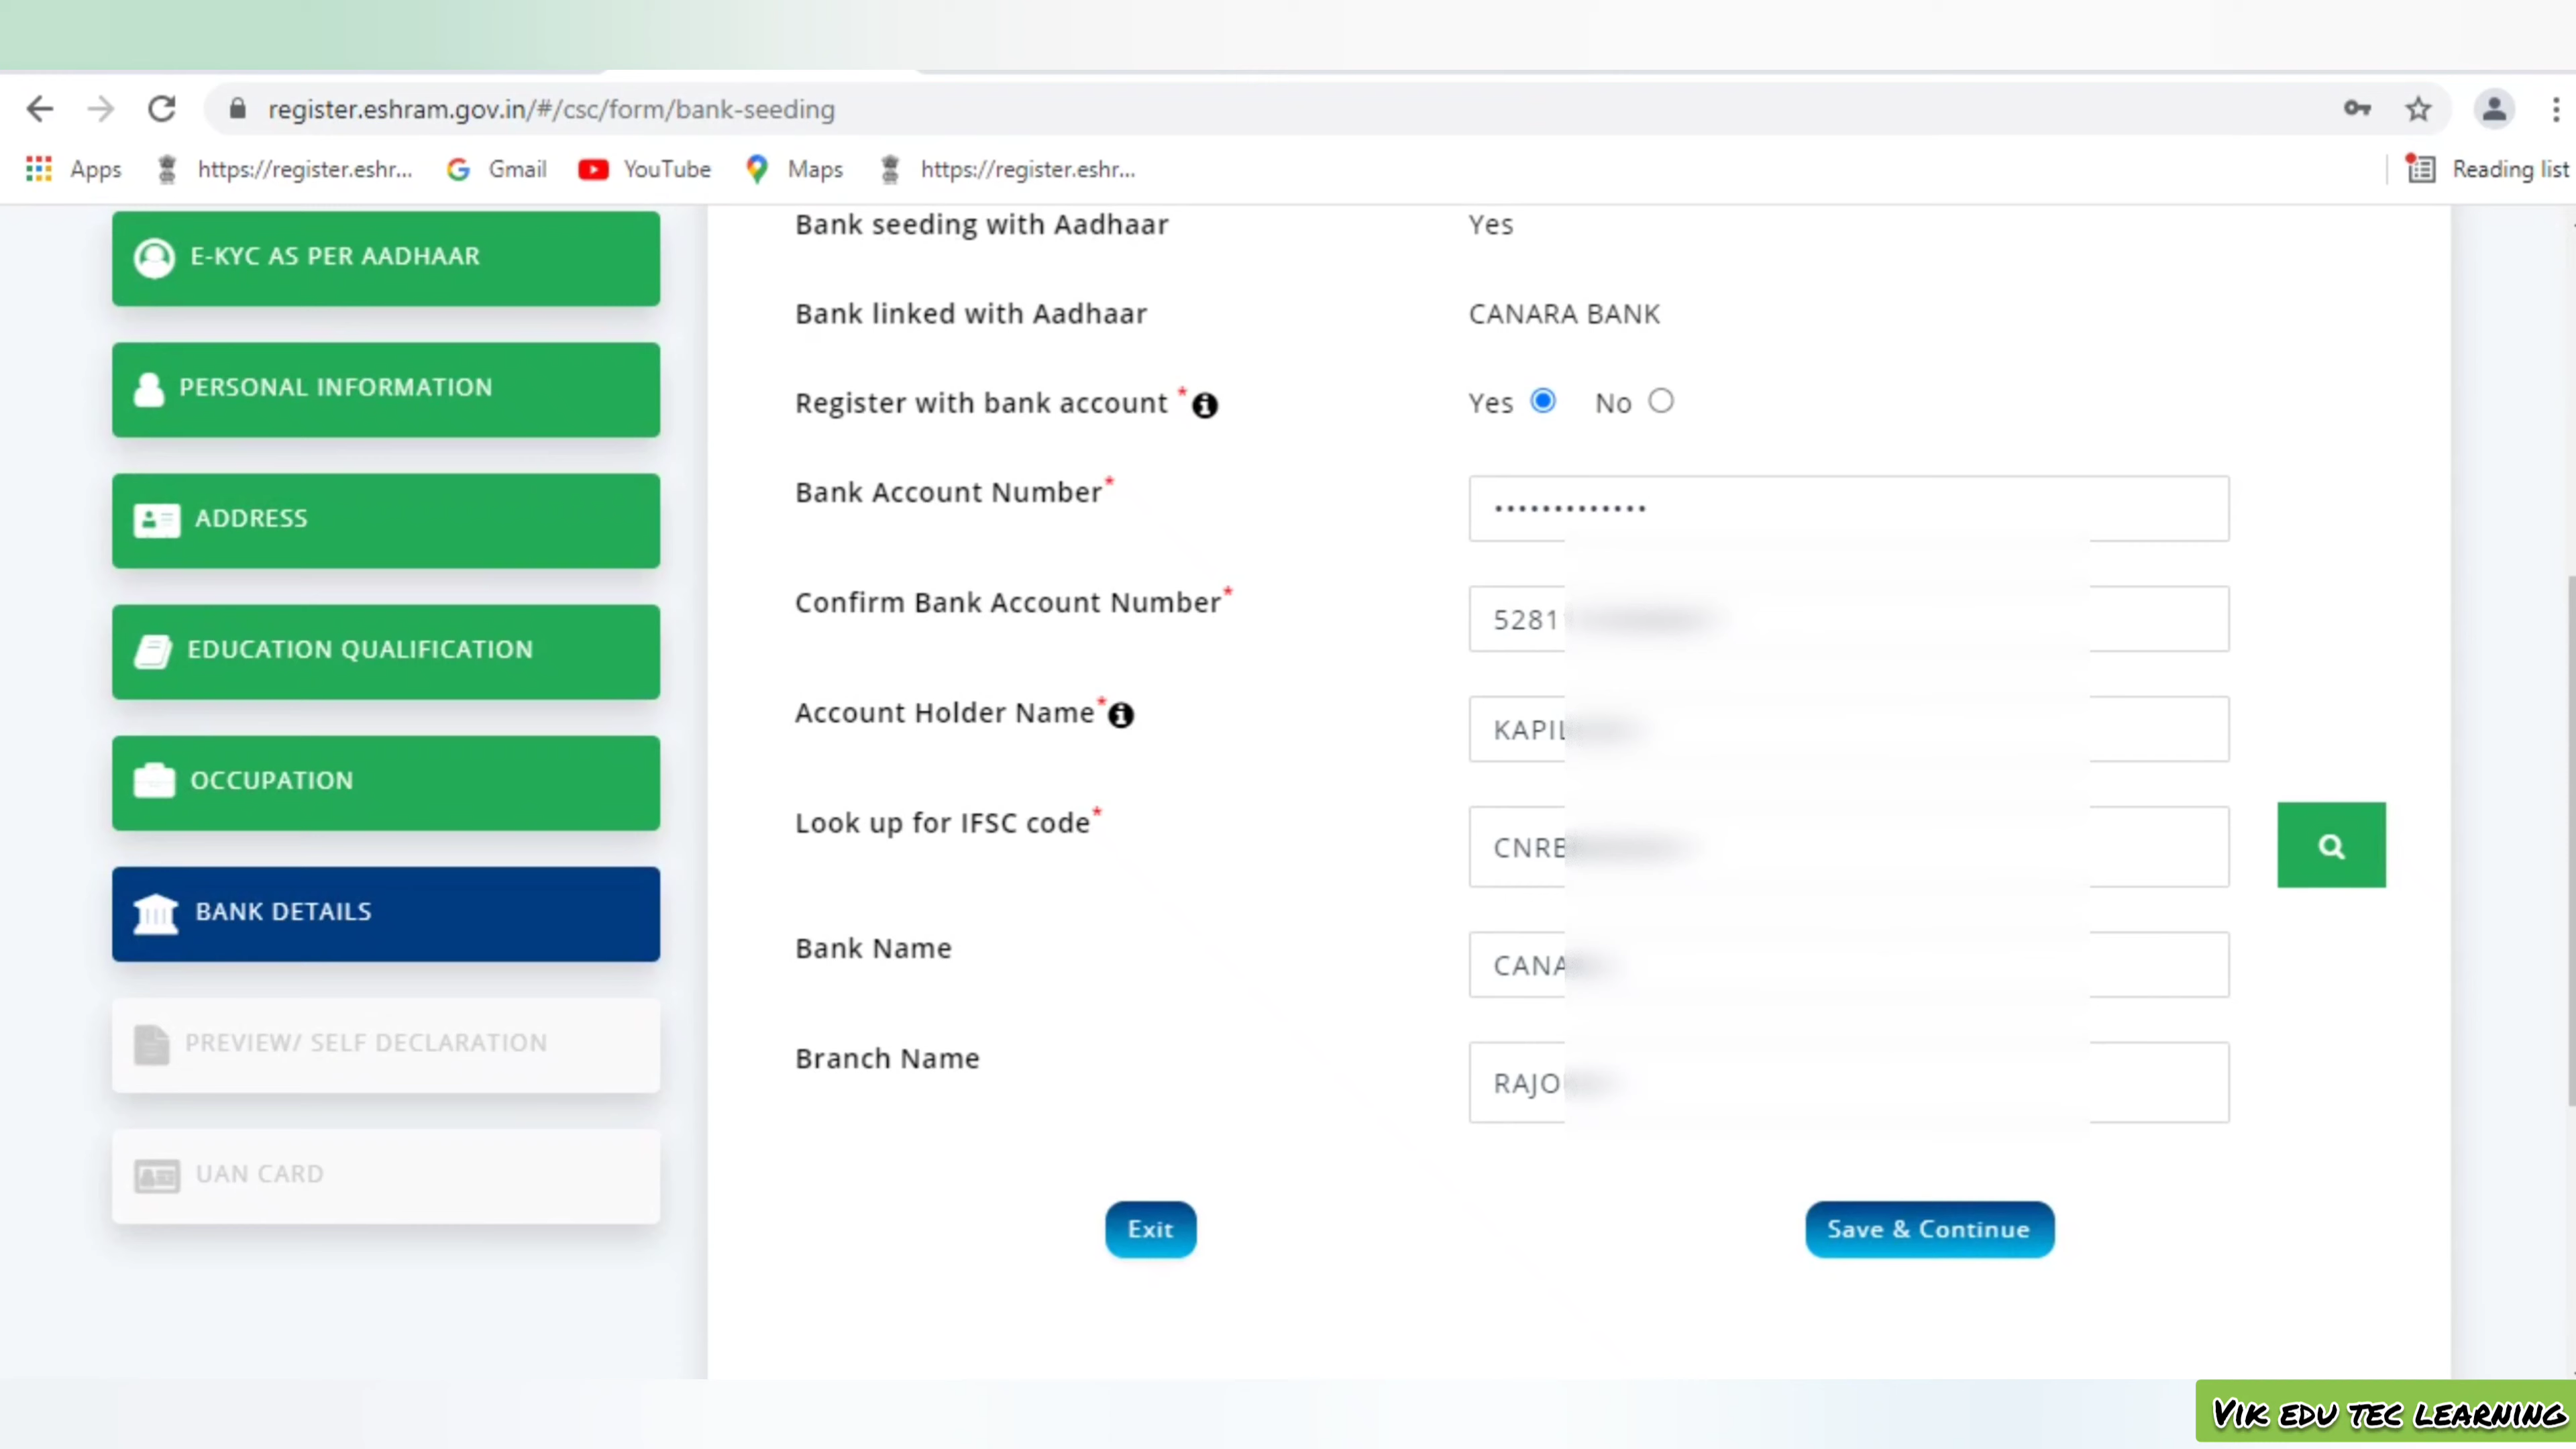 register.eshram.gov.in/#/csc/form/bank-seeding
Apps https://register.eshr... Gmail YouTube Maps https://register.eshr... Reading list
E-KYC AS PER AADHAAR
PERSONAL INFORMATION
ADDRESS
EDUCATION QUALIFICATION
OCCUPATION
BANK DETAILS
PREVIEW/ SELF DECLARATION
UAN CARD
Bank seeding with Aadhaar Yes
Bank linked with Aadhaar CANARA BANK
Register with bank account * Yes No
Bank Account Number* •••••••••••••
Confirm Bank Account Number* 5281
Account Holder Name* KAPIL
Look up for IFSC code* CNRB
Bank Name CANA
Branch Name RAJO
Exit Save & Continue
VIK EDU TEC LEARNING